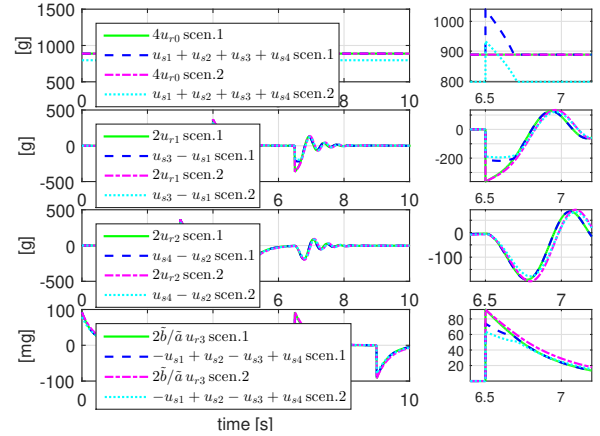 1500
1000
500
[g]
4u_{r0} scen.1
u_{s1} + u_{s2} + u_{s3} + u_{s4} scen.1
4u_{r0} scen.2
u_{s1} + u_{s2} + u_{s3} + u_{s4} scen.2
0 2 4 6 8 10
1000
900
800
6.5 7
500
0
-500
[g]
2u_{r1} scen.1
u_{s3} − u_{s1} scen.1
2u_{r1} scen.2
u_{s3} − u_{s1} scen.2
0 6 8 10
0
-200
6.5 7
500
0
-500
[g]
2u_{r2} scen.1
u_{s4} − u_{s2} scen.1
2u_{r2} scen.2
u_{s4} − u_{s2} scen.2
0 6 8 10
0
-100
6.5 7
100
0
-100
[mg]
2b̃/ã u_{r3} scen.1
−u_{s1} + u_{s2} − u_{s3} + u_{s4} scen.1
2b̃/ã u_{r3} scen.2
−u_{s1} + u_{s2} − u_{s3} + u_{s4} scen.2
0 10
time [s]
80
60
40
20
6.5 7